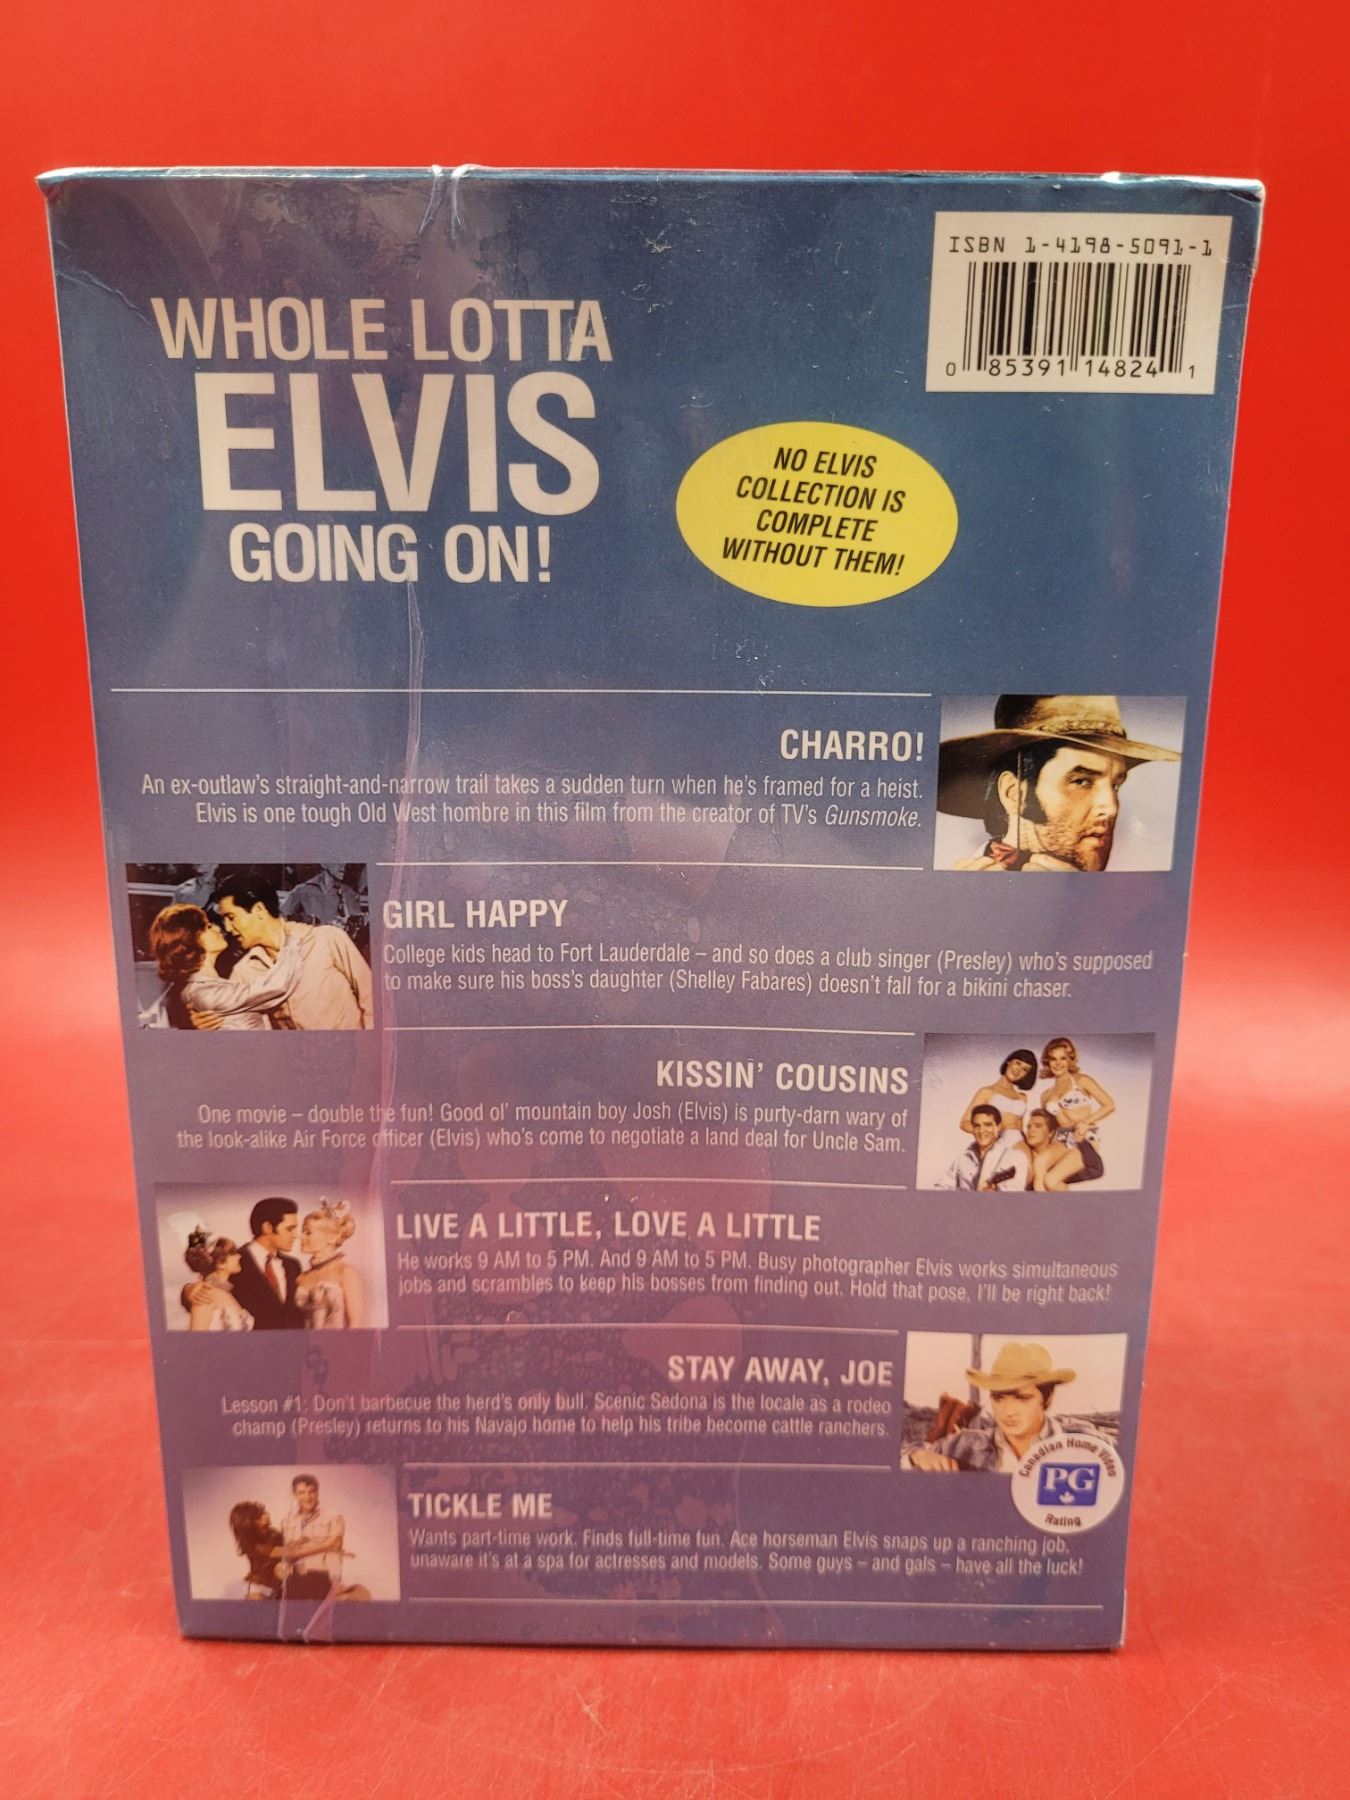 ISBN 1-4198-5091-1
0 85391 14824 1
WHOLE LOTTA
ELVIS
GOING ON!
NO ELVIS
COLLECTION IS
COMPLETE
WITHOUT THEM!
CHARRO!
An ex-outlaw's straight-and-narrow trail takes a sudden turn when he's framed for a heist.
Elvis is one tough Old West hombre in this film from the creator of TV's Gunsmoke.
GIRL HAPPY
College kids head to Fort Lauderdale – and so does a club singer (Presley) who's supposed
to make sure his boss's daughter (Shelley Fabares) doesn't fall for a bikini chaser.
KISSIN' COUSINS
One movie – double the fun! Good ol' mountain boy Josh (Elvis) is purty-darn wary of
the look-alike Air Force officer (Elvis) who's come to negotiate a land deal for Uncle Sam.
LIVE A LITTLE, LOVE A LITTLE
He works 9 AM to 5 PM. And 9 AM to 5 PM. Busy photographer Elvis works simultaneous
jobs and scrambles to keep his bosses from finding out. Hold that pose, I'll be right back!
STAY AWAY, JOE
Lesson #1: Don't barbecue the herd's only bull. Scenic Sedona is the locale as a rodeo
champ (Presley) returns to his Navajo home to help his tribe become cattle ranchers.
Canadian Home Video
PG
Rating
TICKLE ME
Wants part-time work. Finds full-time fun. Ace horseman Elvis snaps up a ranching job,
unaware it's at a spa for actresses and models. Some guys – and gals – have all the luck!